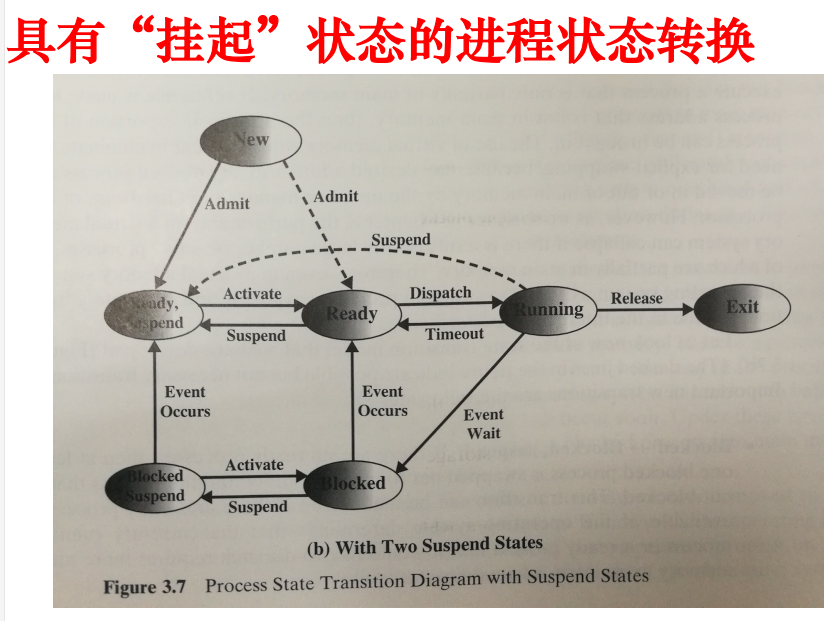 具有“挂起”状态的进程状态转换
New
Admit
Admit
Suspend
Ready,
Suspend
Activate
Suspend
Ready
Dispatch
Timeout
Running
Release
Exit
Event
Occurs
Event
Occurs
Event
Wait
Blocked
Suspend
Activate
Suspend
Blocked
(b) With Two Suspend States
Figure 3.7 Process State Transition Diagram with Suspend States